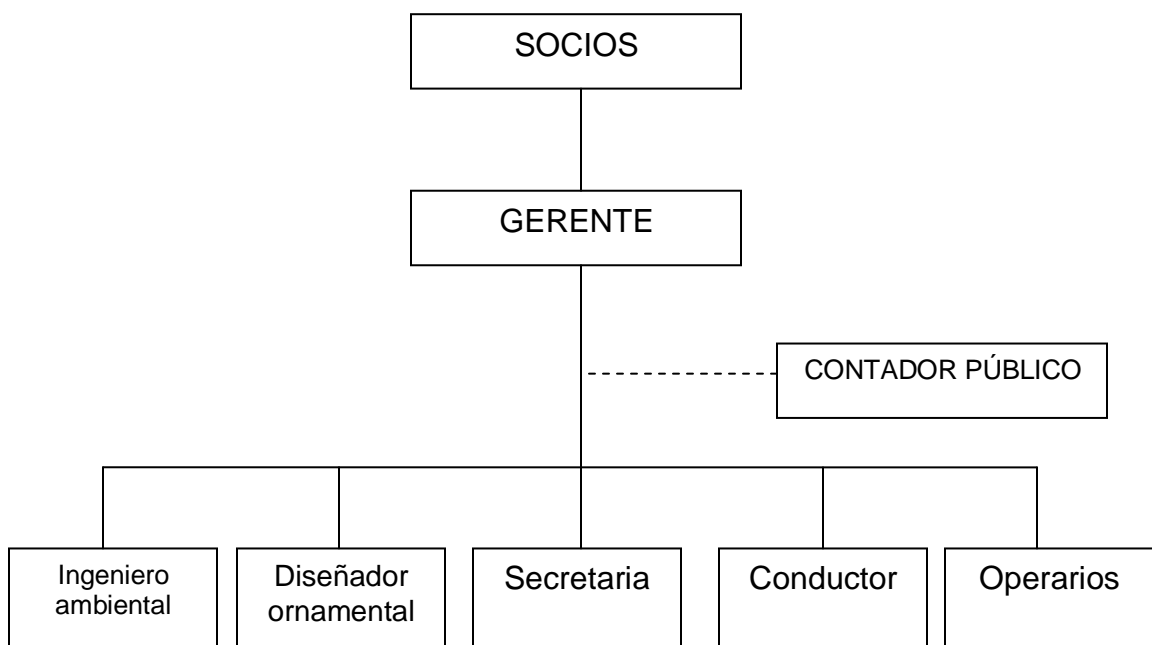 SOCIOS
GERENTE
CONTADOR PÚBLICO
Ingeniero
ambiental
Diseñador
ornamental
Secretaria
Conductor
Operarios